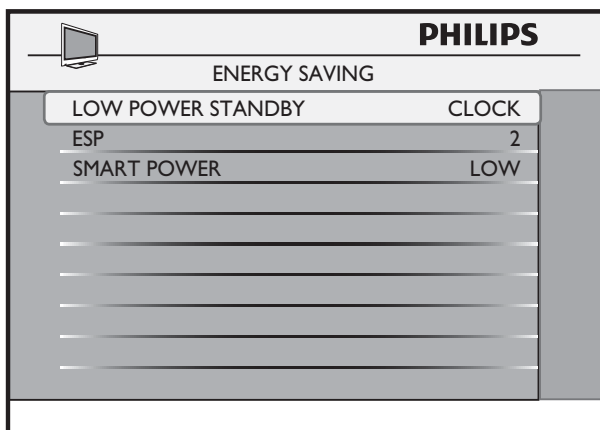 PHILIPS
ENERGY SAVING
LOW POWER STANDBY CLOCK
ESP 2
SMART POWER LOW